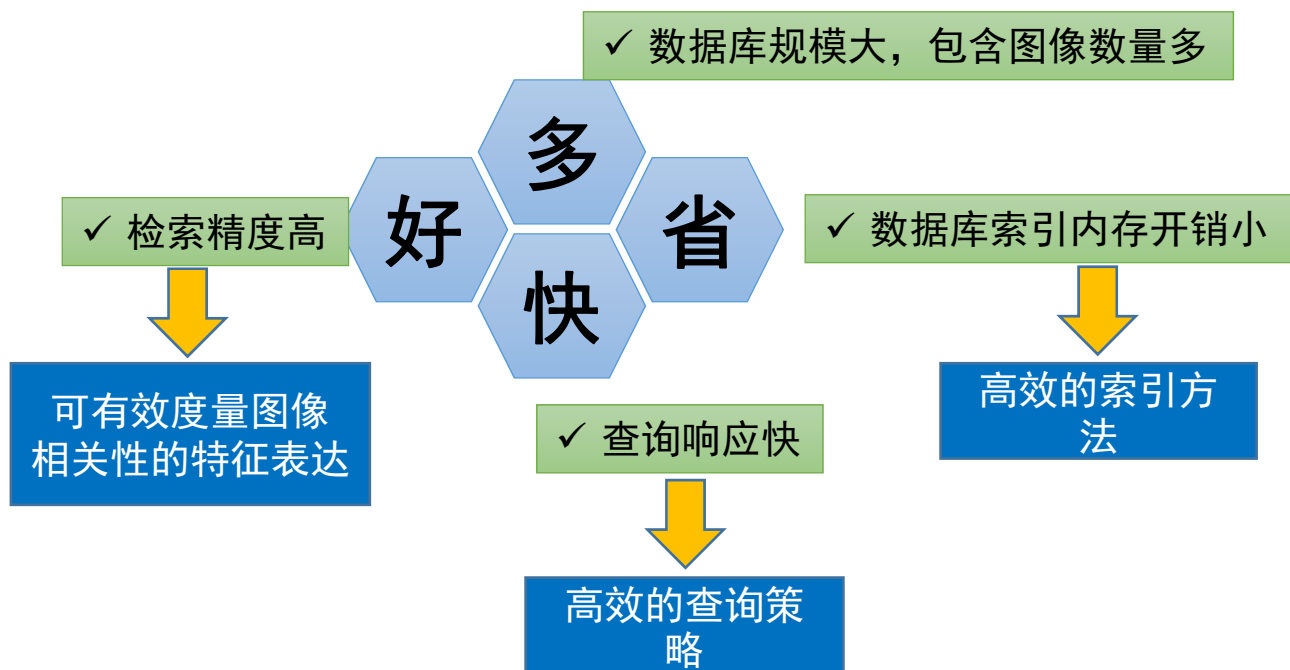 ✓ 数据库规模大，包含图像数量多
多
好
省
快
✓ 检索精度高
✓ 数据库索引内存开销小
可有效度量图像
相关性的特征表达
高效的索引方
法
✓ 查询响应快
高效的查询策
略